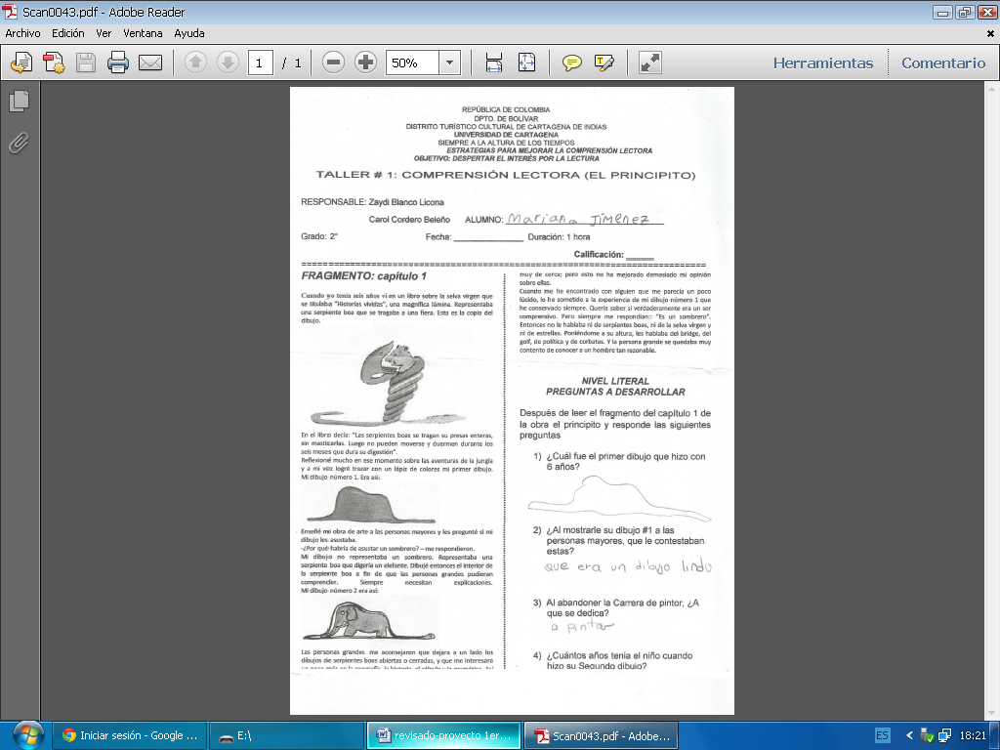 Scan0043.pdf - Adobe Reader
Archivo Edición Ver Ventana Ayuda
1 / 1 50% Herramientas Comentario
REPÚBLICA DE COLOMBIA
DPTO. DE BOLÍVAR
DISTRITO TURÍSTICO CULTURAL DE CARTAGENA DE INDIAS
UNIVERSIDAD DE CARTAGENA
SIEMPRE A LA ALTURA DE LOS TIEMPOS
ESTRATEGIAS PARA MEJORAR LA COMPRENSIÓN LECTORA
OBJETIVO: DESPERTAR EL INTERÉS POR LA LECTURA
TALLER # 1: COMPRENSIÓN LECTORA (EL PRINCIPITO)
RESPONSABLE: Zaydi Blanco Licona
Carol Cordero Beleño ALUMNO: Mariana Jimenez
Grado: 2° Fecha: ______________ Duración: 1 hora
Calificación: ______
FRAGMENTO: capítulo 1
Cuando yo tenía seis años vi en un libro sobre la selva virgen que
se titulaba "Historias vividas", una magnífica lámina. Representaba
una serpiente boa que se tragaba a una fiera. Esta es la copia del
dibujo.
En el libro decía: "Las serpientes boas se tragan su presas enteras,
sin masticarlas. Luego no pueden moverse y duermen durante los
seis meses que dura su digestión".
Reflexioné mucho en ese momento sobre las aventuras de la jungla
y a mi vez logré trazar con un lápiz de colores mi primer dibujo.
Mi dibujo número 1. Era así:
Enseñé mi obra de arte a las personas mayores y les pregunté si mi
dibujo les asustaba.
-¿Por qué habría de asustar un sombrero? – me respondieron.
Mi dibujo no representaba un sombrero. Representaba una
serpiente boa que digería un elefante. Dibujé entonces el interior de
la serpiente boa a fin de que las personas grandes pudieran
comprender. Siempre necesitan explicaciones.
Mi dibujo número 2 era así:
Las personas grandes me aconsejaron que dejara a un lado los
dibujos de serpientes boas abiertas o cerradas, y que me interesara
un poco más en la geografía, la historia, el cálculo y la gramática. Así
muy de cerca; pero esto no ha mejorado demasiado mi opinión
sobre ellas.
Cuando me he encontrado con alguien que me parecía un poco
lúcido, lo he sometido a la experiencia de mi dibujo número 1 que
he conservado siempre. Quería saber si verdaderamente era un ser
comprensivo. Pero siempre me respondían:: "Es un sombrero".
Entonces no le hablaba ni de serpientes boas, ni de la selva virgen y
ni de estrellas. Poniéndome a su altura, les hablaba del bridge, del
golf, de política y de corbatas. Y la persona grande se quedaba muy
contento de conocer a un hombre tan razonable.
NIVEL LITERAL
PREGUNTAS A DESARROLLAR
Después de leer el fragmento del capítulo 1 de
la obra el principito y responde las siguientes
preguntas
1) ¿Cuál fue el primer dibujo que hizo con
6 años?
2) ¿Al mostrarle su dibujo #1 a las
personas mayores, que le contestaban
estas?
que era un dibujo lindo
3) Al abandoner la Carrera de pintor, ¿A
que se dedica?
a Pintar
4) ¿Cuántos años tenia el niño cuando
hizo su Segundo dibujo?
Iniciar sesión - Google ... E:\ revisado-proyecto 1er... Scan0043.pdf - Adobe... ES 18:21